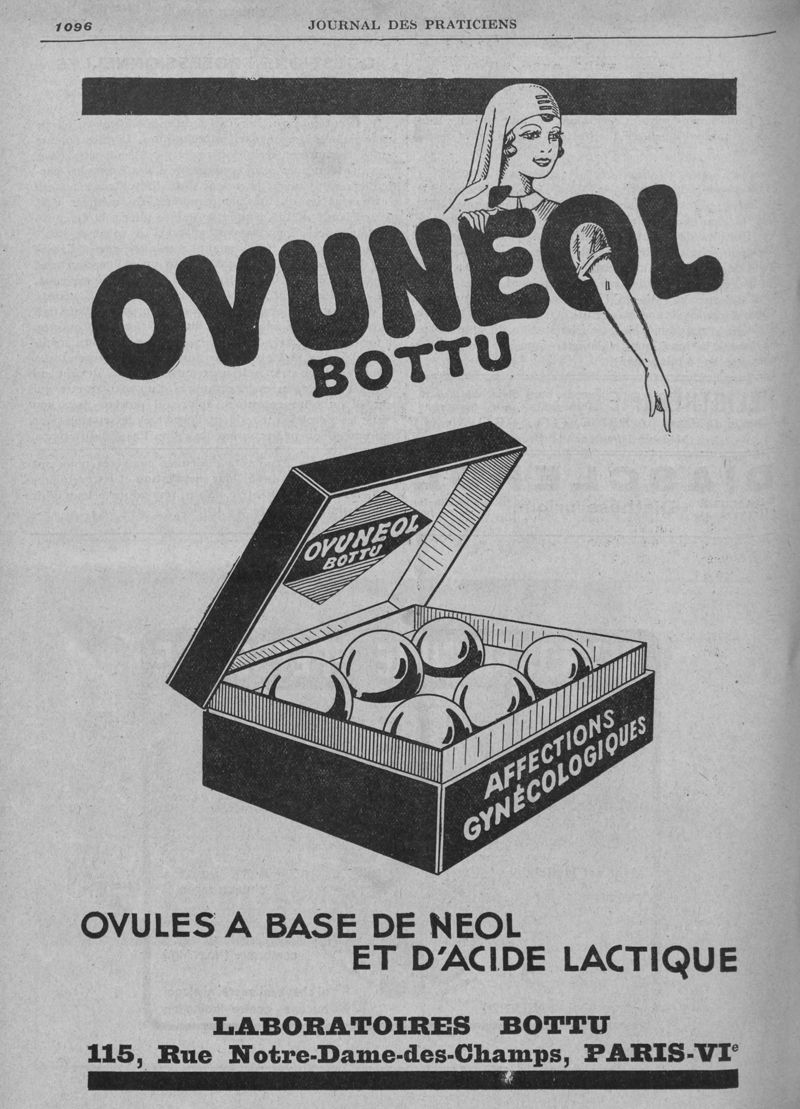 1096
JOURNAL DES PRATICIENS
OVUNÉOL
BOTTU
OVUNEOL
BOTTU
AFFECTIONS
GYNÉCOLOGIQUES
OVULES A BASE DE NEOL
ET D'ACIDE LACTIQUE
LABORATOIRES BOTTU
115, Rue Notre-Dame-des-Champs, PARIS-VIe